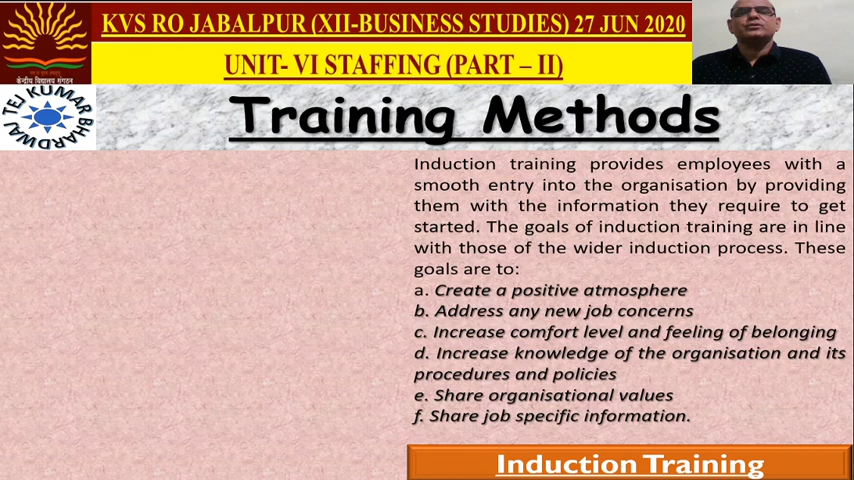 KVS RO JABALPUR (XII-BUSINESS STUDIES) 27 JUN 2020
UNIT- VI STAFFING (PART – II)
केन्द्रीय विद्यालय संगठन
TEJ KUMAR BHARDWAJ
Training Methods
Induction training provides employees with a
smooth entry into the organisation by providing
them with the information they require to get
started. The goals of induction training are in line
with those of the wider induction process. These
goals are to:
a. Create a positive atmosphere
b. Address any new job concerns
c. Increase comfort level and feeling of belonging
d. Increase knowledge of the organisation and its
procedures and policies
e. Share organisational values
f. Share job specific information.
Induction Training